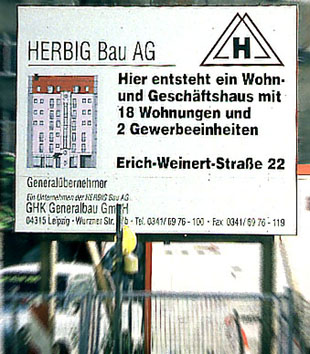 HERBIG Bau AG
H
Hier entsteht ein Wohn-
und Geschäftshaus mit
18 Wohnungen und
2 Gewerbeeinheiten
Erich-Weinert-Straße 22
Generalübernehmer
Ein Unternehmen der HERBIG Bau AG
GHK Generalbau GmbH
04315 Leipzig - Wurzner Str. - Tel. 0341/69 76 - 100 - Fax 0341/69 76 - 119